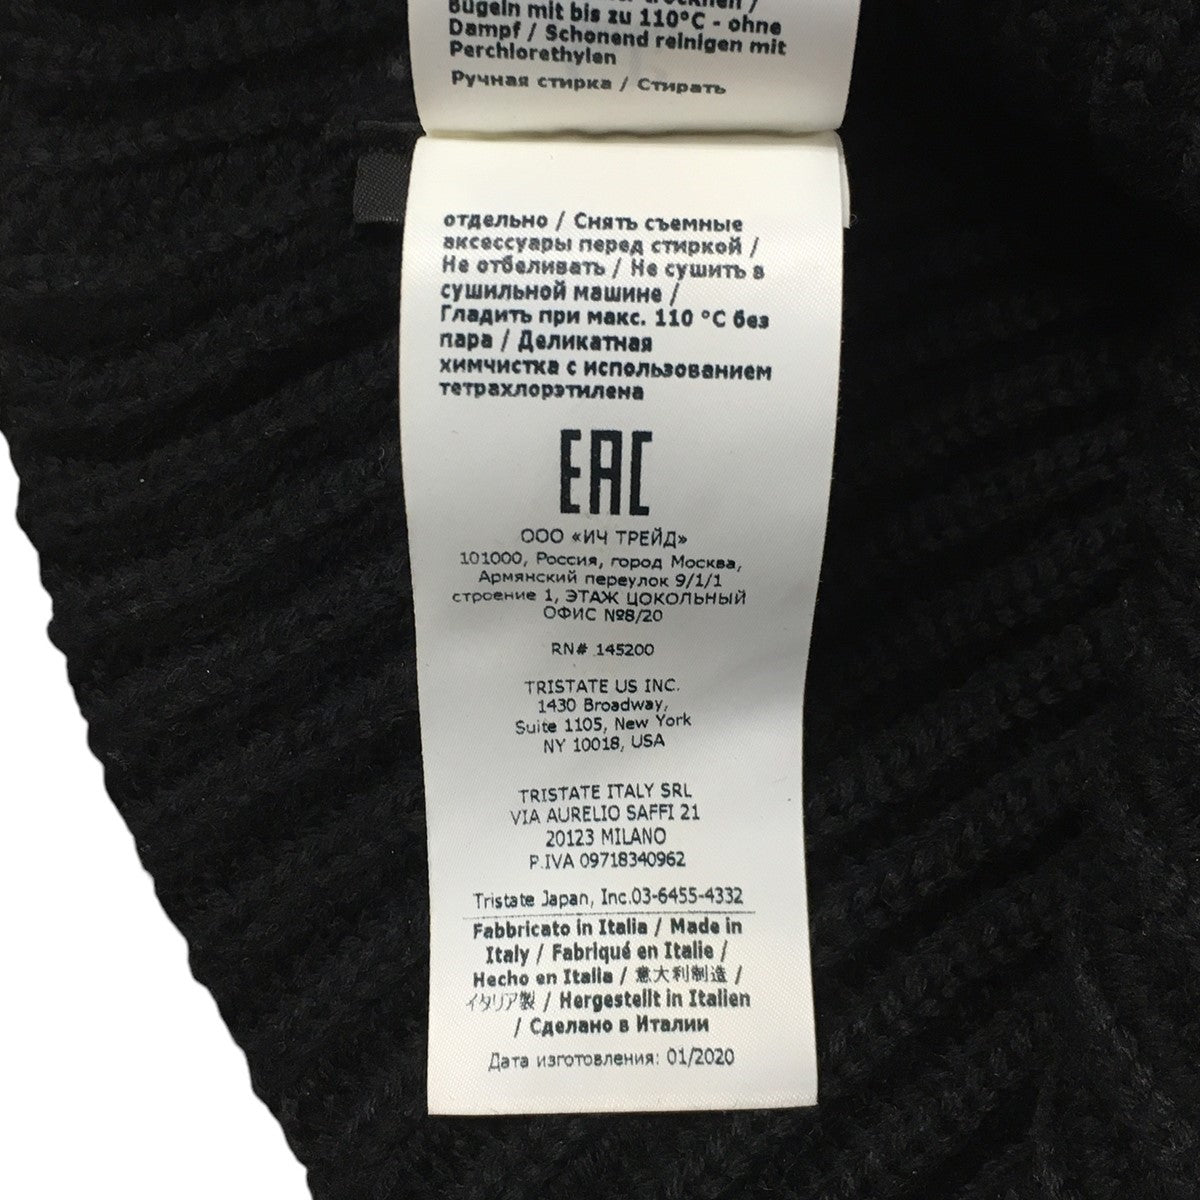 trocknen /
Bügeln mit bis zu 110°C - ohne
Dampf / Schonend reinigen mit
Perchlorethylen
Ручная стирка / Стирать
отдельно / Снять съемные
аксессуары перед стиркой /
Не отбеливать / Не сушить в
сушильной машине /
Гладить при макс. 110 °C без
пара / Деликатная
химчистка с использованием
тетрахлорэтилена
EAC
ООО «ИЧ ТРЕЙД»
101000, Россия, город Москва,
Армянский переулок 9/1/1
строение 1, ЭТАЖ ЦОКОЛЬНЫЙ
ОФИС №8/20
RN# 145200
TRISTATE US INC.
1430 Broadway,
Suite 1105, New York
NY 10018, USA
TRISTATE ITALY SRL
VIA AURELIO SAFFI 21
20123 MILANO
P.IVA 09718340962
Tristate Japan, Inc.03-6455-4332
Fabbricato in Italia / Made in
Italy / Fabriqué en Italie /
Hecho en Italia / 意大利制造 /
イタリア製 / Hergestellt in Italien
/ Сделано в Италии
Дата изготовления: 01/2020